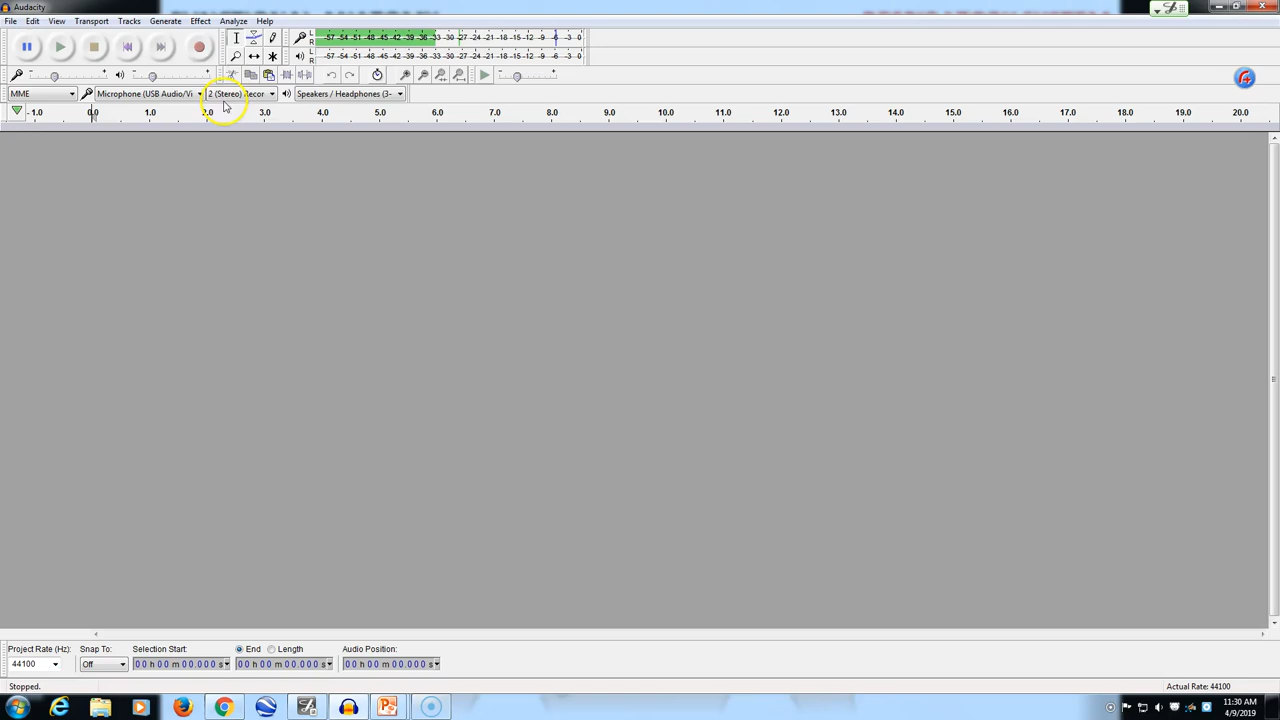 Audacity
File Edit View Transport Tracks Generate Effect Analyze Help
L R -57 -54 -51 -48 -45 -42 -39 -36 -33 -30 -27 -24 -21 -18 -15 -12 -9 -6 -3 0
L R -57 -54 -51 -48 -45 -42 -39 -36 -33 -30 -27 -24 -21 -18 -15 -12 -9 -6 -3 0
MME Microphone (USB Audio/Vi 2 (Stereo) Recor Speakers / Headphones (3-
-1.0 0.0 1.0 2.0 3.0 4.0 5.0 6.0 7.0 8.0 9.0 10.0 11.0 12.0 13.0 14.0 15.0 16.0 17.0 18.0 19.0 20.0
Project Rate (Hz): Snap To: Selection Start: End Length Audio Position:
44100 Off 00 h 00 m 00.000 s 00 h 00 m 00.000 s 00 h 00 m 00.000 s
Stopped. Actual Rate: 44100
11:30 AM
4/9/2019